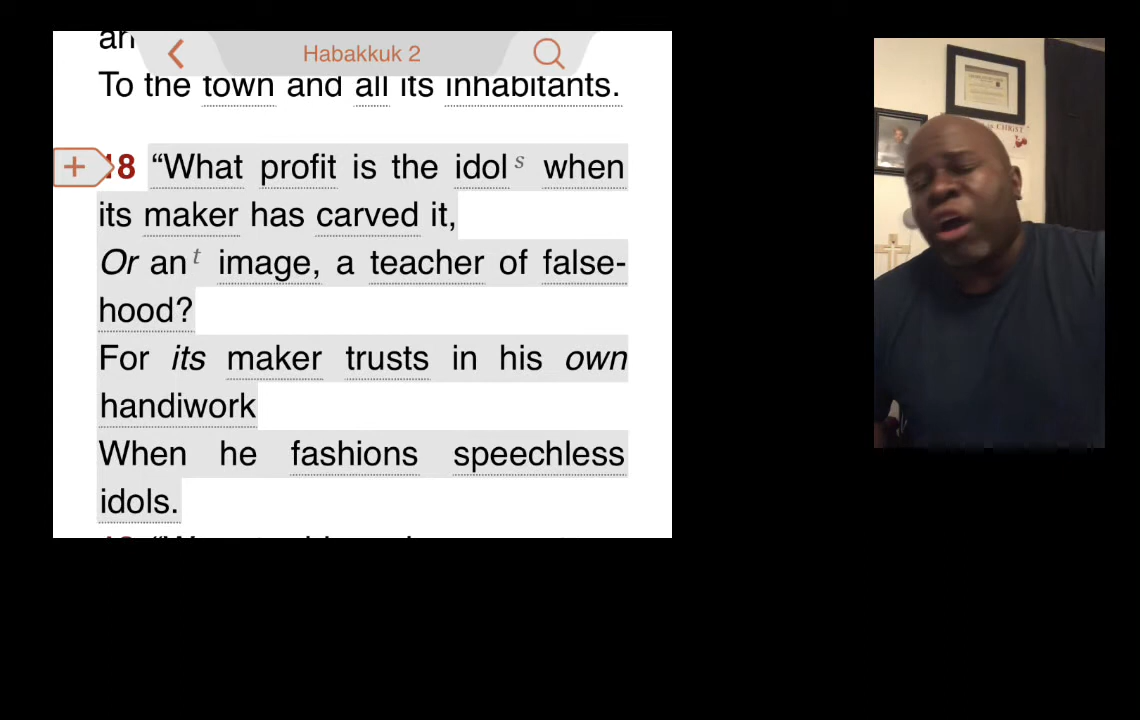 Habakkuk 2
To the town and all its inhabitants.
18 “What profit is the idol s when
its maker has carved it,
Or an t image, a teacher of false-
hood?
For its maker trusts in his own
handiwork
When he fashions speechless
idols.
CHRIST